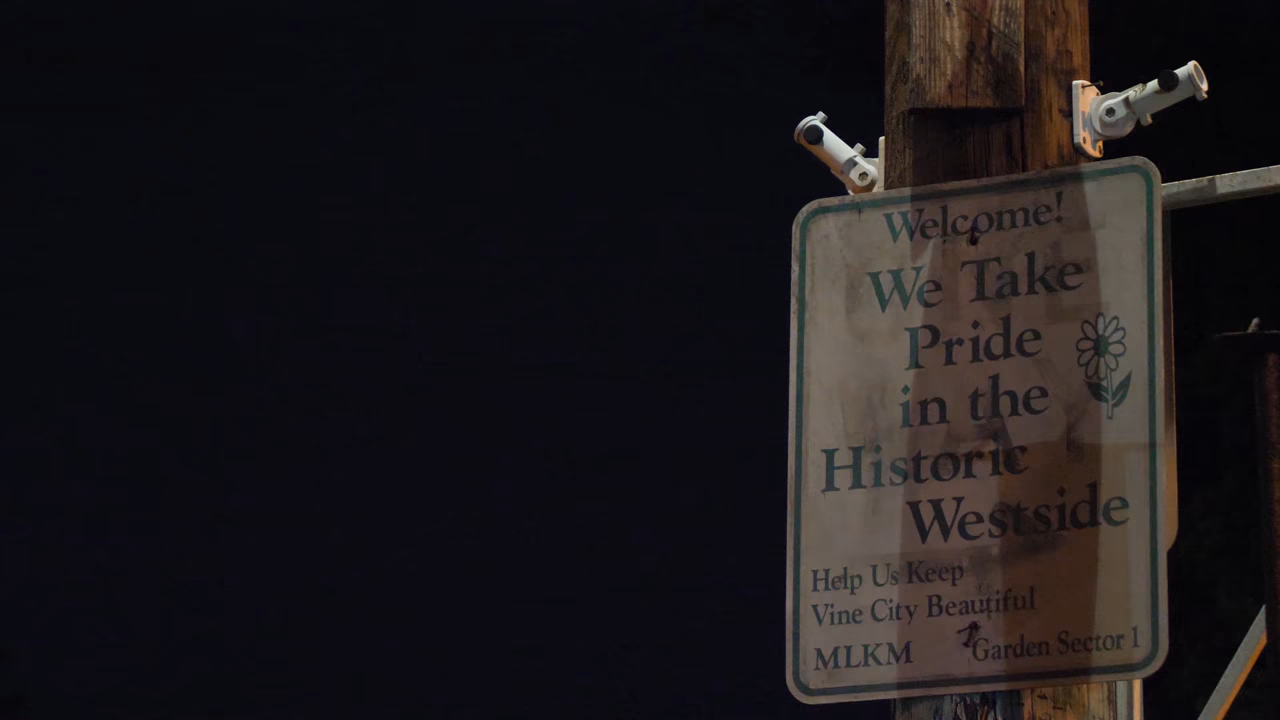 Welcome!
We Take
Pride
in the
Historic
Westside
Help Us Keep
Vine City Beautiful
MLKM Garden Sector 1